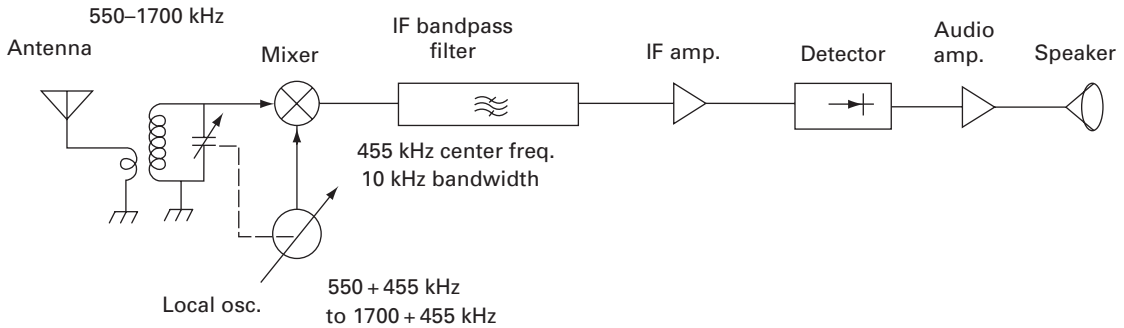 550–1700 kHz
Antenna
Mixer
IF bandpass
filter
IF amp.
Detector
Audio
amp.
Speaker
455 kHz center freq.
10 kHz bandwidth
Local osc.
550 + 455 kHz
to 1700 + 455 kHz